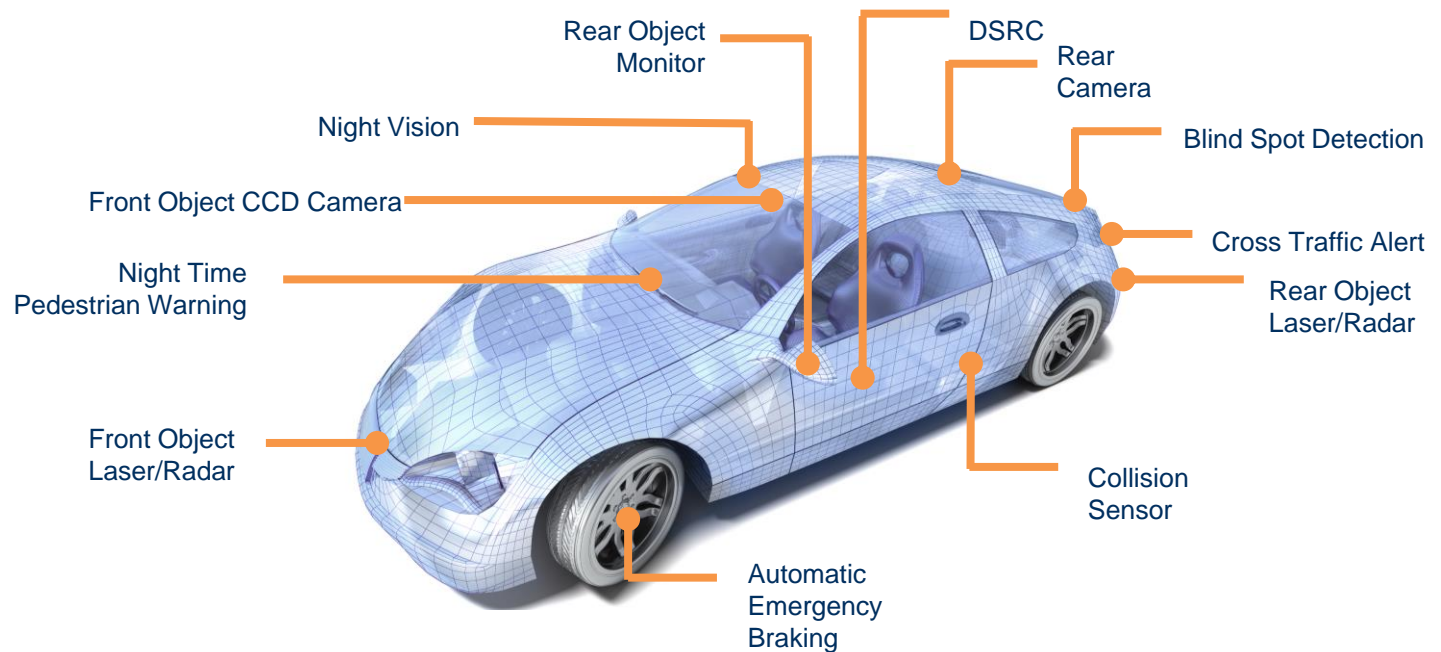 Rear Object
Monitor
DSRC
Rear
Camera
Night Vision
Blind Spot Detection
Front Object CCD Camera
Cross Traffic Alert
Night Time
Pedestrian Warning
Rear Object
Laser/Radar
Front Object
Laser/Radar
Collision
Sensor
Automatic
Emergency
Braking